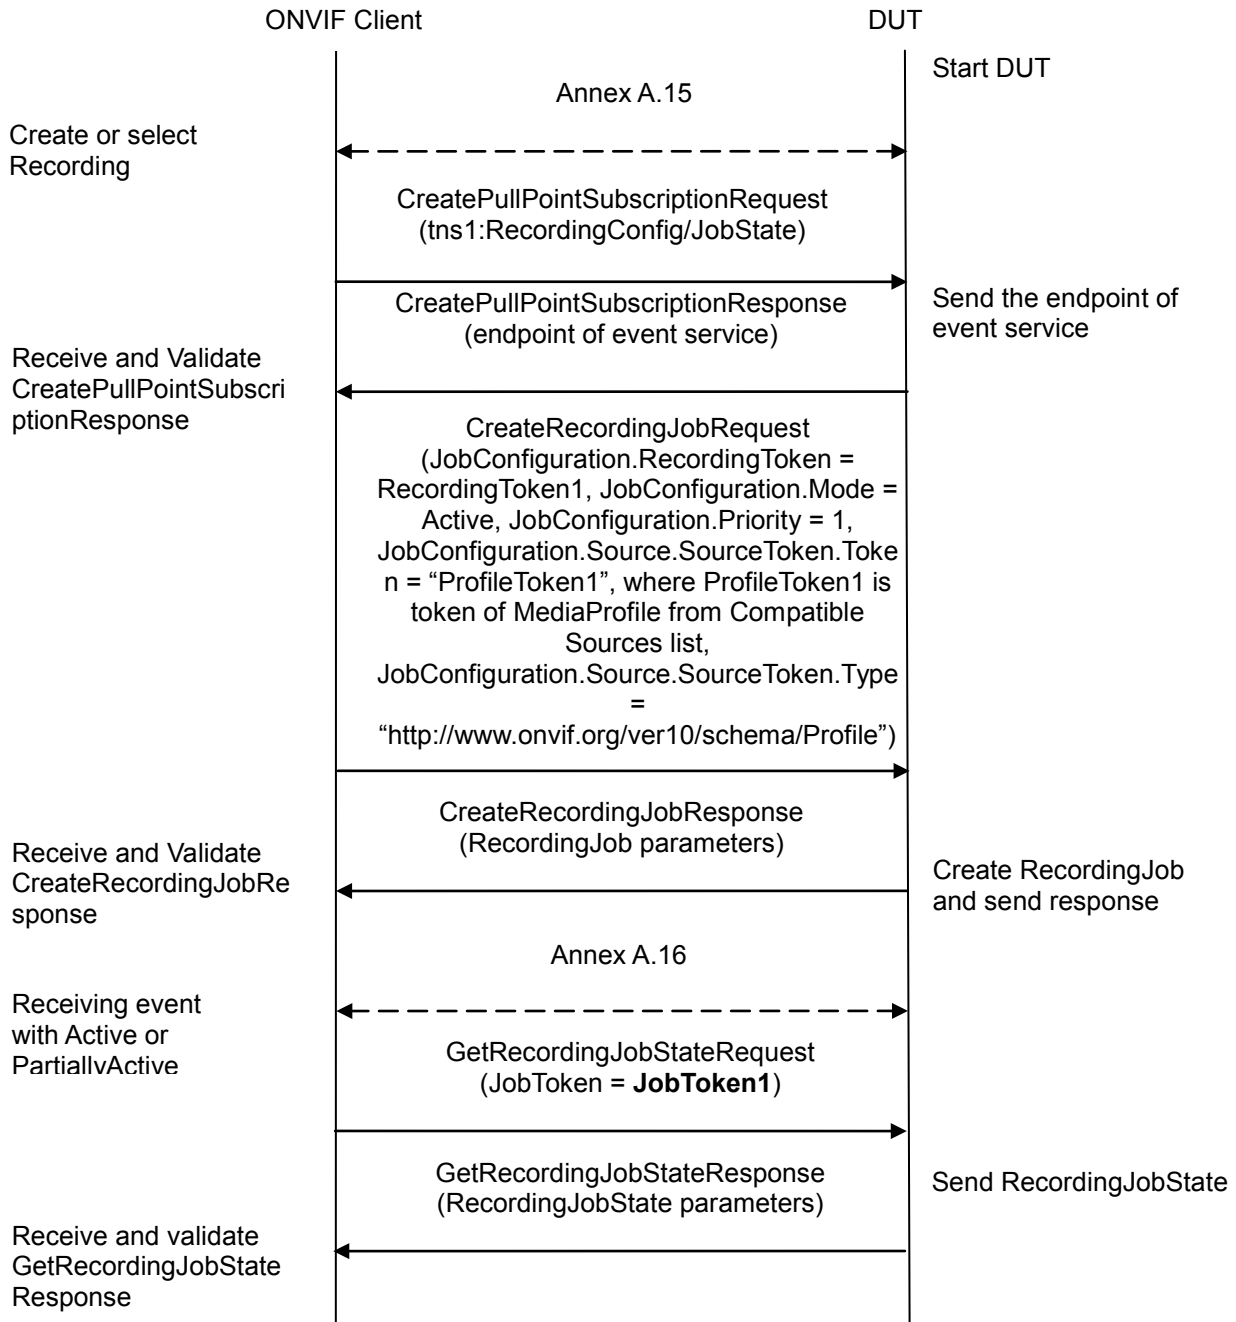 ONVIF Client
DUT
Start DUT
Annex A.15
Create or select
Recording
CreatePullPointSubscriptionRequest
(tns1:RecordingConfig/JobState)
CreatePullPointSubscriptionResponse
(endpoint of event service)
Send the endpoint of
event service
Receive and Validate
CreatePullPointSubscri
ptionResponse
CreateRecordingJobRequest
(JobConfiguration.RecordingToken =
RecordingToken1, JobConfiguration.Mode =
Active, JobConfiguration.Priority = 1,
JobConfiguration.Source.SourceToken.Toke
n = “ProfileToken1”, where ProfileToken1 is
token of MediaProfile from Compatible
Sources list,
JobConfiguration.Source.SourceToken.Type
=
“http://www.onvif.org/ver10/schema/Profile”)
CreateRecordingJobResponse
(RecordingJob parameters)
Receive and Validate
CreateRecordingJobRe
sponse
Create RecordingJob
and send response
Annex A.16
Receiving event
with Active or
PartiallyActive
GetRecordingJobStateRequest
(JobToken = JobToken1)
GetRecordingJobStateResponse
(RecordingJobState parameters)
Send RecordingJobState
Receive and validate
GetRecordingJobState
Response